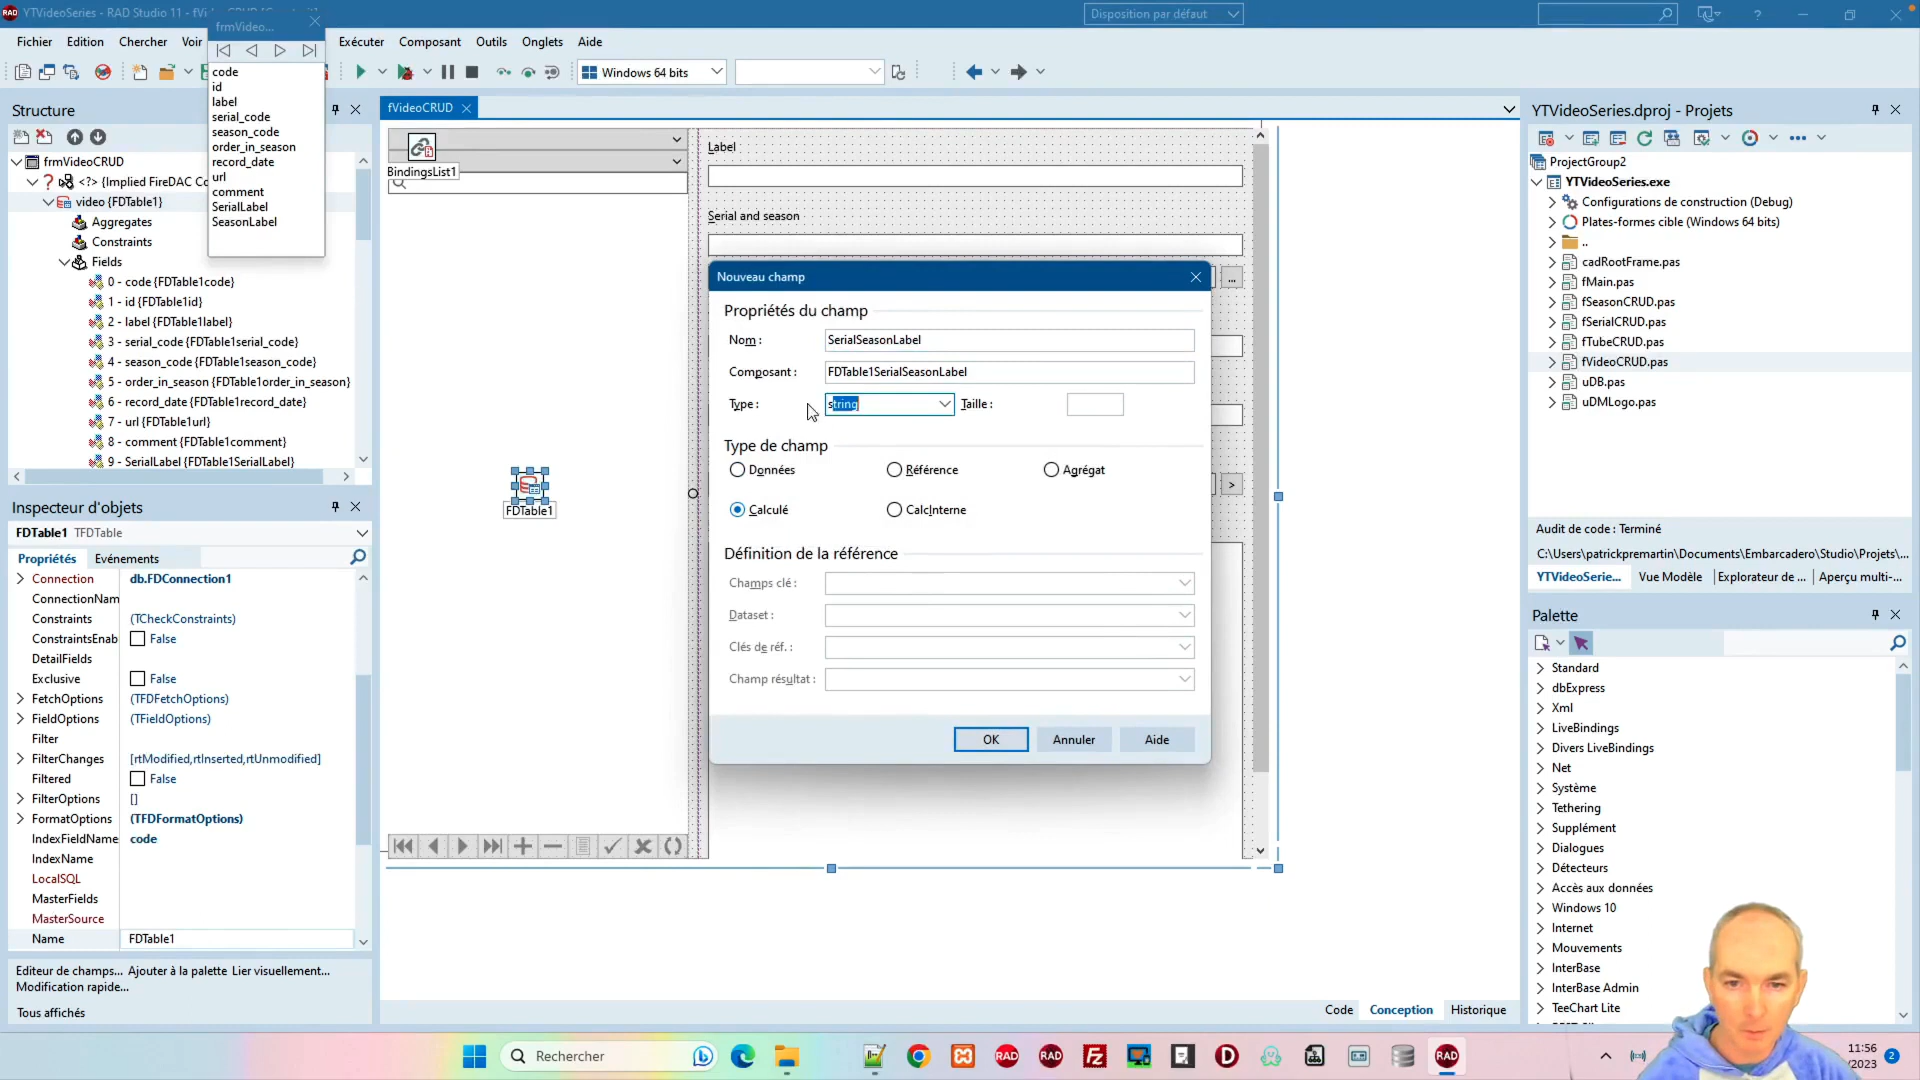 YTVideoSeries - RAD Studio 11 - fVi
Disposition par défaut
frmVideo...
Fichier Edition Chercher Voir Exécuter Composant Outils Onglets Aide
Windows 64 bits
code
id
label
serial_code
season_code
order_in_season
record_date
url
comment
SerialLabel
SeasonLabel
Structure
frmVideoCRUD
<?> {Implied FireDAC Co
video {FDTable1}
Aggregates
Constraints
Fields
0 - code {FDTable1code}
1 - id {FDTable1id}
2 - label {FDTable1label}
3 - serial_code {FDTable1serial_code}
4 - season_code {FDTable1season_code}
5 - order_in_season {FDTable1order_in_season}
6 - record_date {FDTable1record_date}
7 - url {FDTable1url}
8 - comment {FDTable1comment}
9 - SerialLabel {FDTable1SerialLabel}
Inspecteur d'objets
FDTable1 TFDTable
Propriétés Evénements
Connection db.FDConnection1
ConnectionNam
Constraints (TCheckConstraints)
ConstraintsEnab False
DetailFields
Exclusive False
FetchOptions (TFDFetchOptions)
FieldOptions (TFieldOptions)
Filter
FilterChanges [rtModified,rtInserted,rtUnmodified]
Filtered False
FilterOptions []
FormatOptions (TFDFormatOptions)
IndexFieldName code
IndexName
LocalSQL
MasterFields
MasterSource
Name FDTable1
Editeur de champs... Ajouter à la palette Lier visuellement...
Modification rapide...
Tous affichés
fVideoCRUD
BindingsList1
Label
Serial and season
...
>
FDTable1
Nouveau champ
Propriétés du champ
Nom : SerialSeasonLabel
Composant : FDTable1SerialSeasonLabel
Type : string Taille :
Type de champ
Données Référence Agrégat
Calculé CalcInterne
Définition de la référence
Champs clé :
Dataset :
Clés de réf. :
Champ résultat :
OK Annuler Aide
Code Conception Historique
YTVideoSeries.dproj - Projets
ProjectGroup2
YTVideoSeries.exe
Configurations de construction (Debug)
Plates-formes cible (Windows 64 bits)
..
cadRootFrame.pas
fMain.pas
fSeasonCRUD.pas
fSerialCRUD.pas
fTubeCRUD.pas
fVideoCRUD.pas
uDB.pas
uDMLogo.pas
Audit de code : Terminé
C:\Users\patrickpremartin\Documents\Embarcadero\Studio\Projets\...
YTVideoSerie... Vue Modèle Explorateur de ... Aperçu multi-...
Palette
Standard
dbExpress
Xml
LiveBindings
Divers LiveBindings
Net
Système
Tethering
Supplément
Dialogues
Détecteurs
Accès aux données
Windows 10
Internet
Mouvements
InterBase
InterBase Admin
TeeChart Lite
Rechercher
RAD RAD RAD
11:56
/2023
2